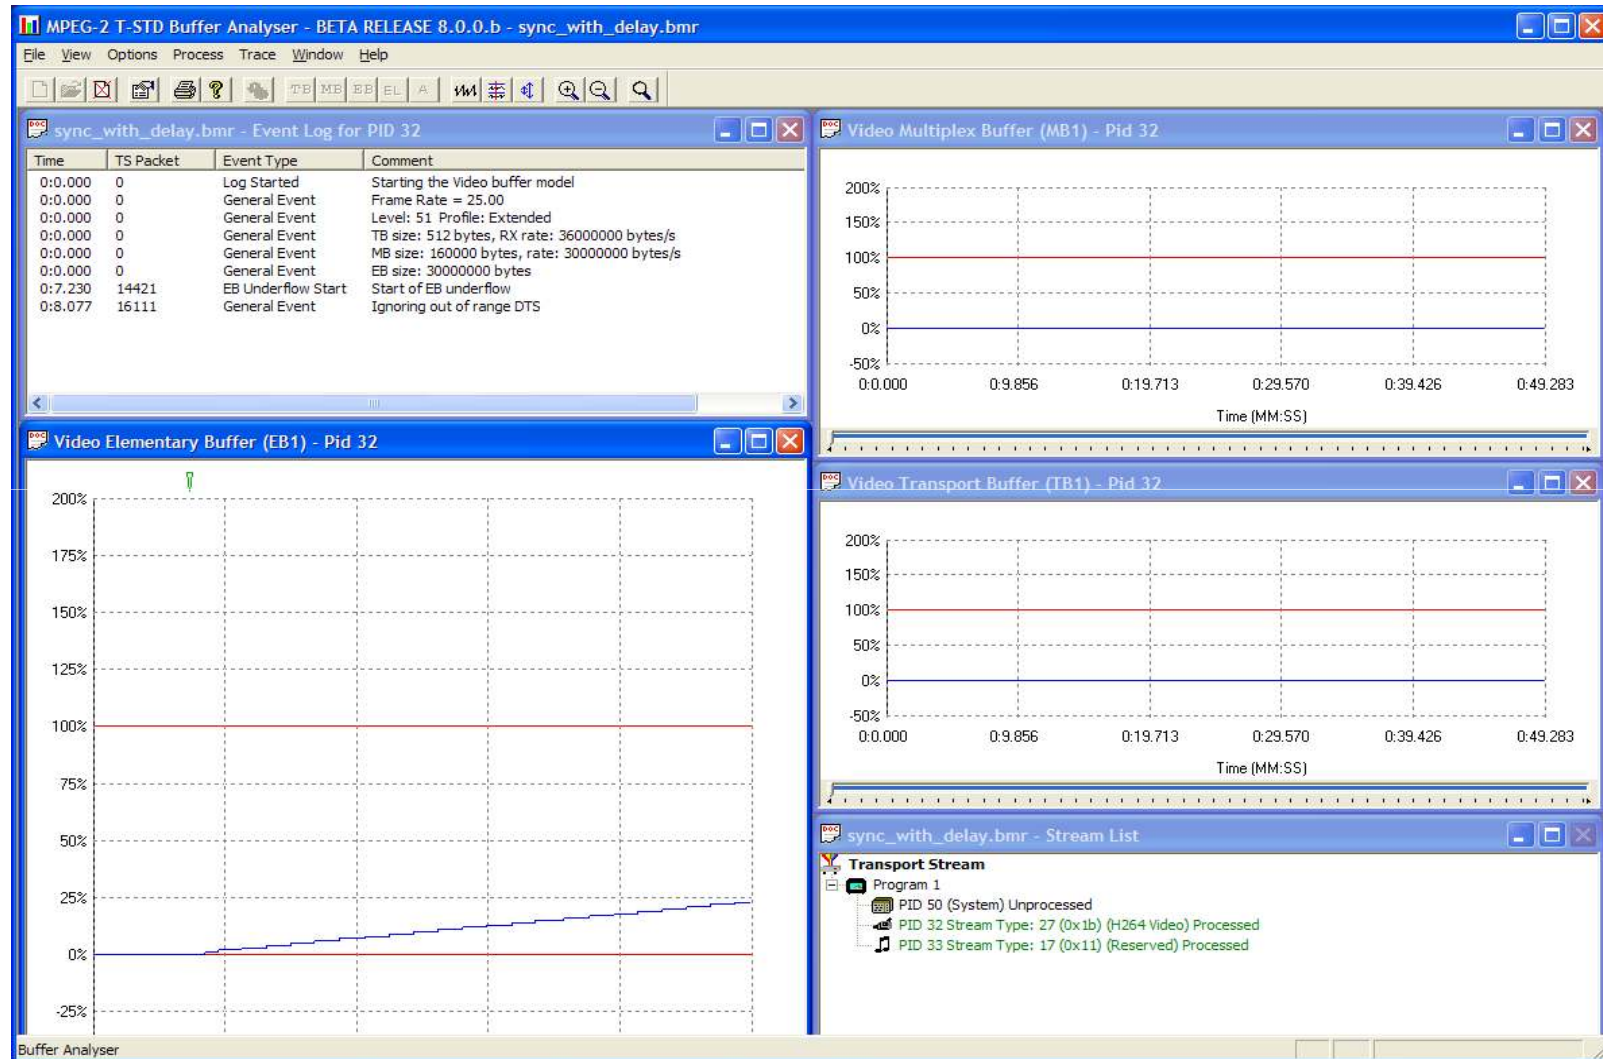 MPEG-2 T-STD Buffer Analyser - BETA RELEASE 8.0.0.b - sync_with_delay.bmr
File View Options Process Trace Window Help
TB MB EB EL A
sync_with_delay.bmr - Event Log for PID 32
Time TS Packet Event Type Comment
0:0.000 0 Log Started Starting the Video buffer model
0:0.000 0 General Event Frame Rate = 25.00
0:0.000 0 General Event Level: 51 Profile: Extended
0:0.000 0 General Event TB size: 512 bytes, RX rate: 36000000 bytes/s
0:0.000 0 General Event MB size: 160000 bytes, rate: 30000000 bytes/s
0:0.000 0 General Event EB size: 30000000 bytes
0:7.230 14421 EB Underflow Start Start of EB underflow
0:8.077 16111 General Event Ignoring out of range DTS
Video Elementary Buffer (EB1) - Pid 32
200%
175%
150%
125%
100%
75%
50%
25%
0%
-25%
Video Multiplex Buffer (MB1) - Pid 32
200%
150%
100%
50%
0%
-50%
0:0.000 0:9.856 0:19.713 0:29.570 0:39.426 0:49.283
Time (MM:SS)
Video Transport Buffer (TB1) - Pid 32
200%
150%
100%
50%
0%
-50%
0:0.000 0:9.856 0:19.713 0:29.570 0:39.426 0:49.283
Time (MM:SS)
sync_with_delay.bmr - Stream List
Transport Stream
Program 1
PID 50 (System) Unprocessed
PID 32 Stream Type: 27 (0x1b) (H264 Video) Processed
PID 33 Stream Type: 17 (0x11) (Reserved) Processed
Buffer Analyser